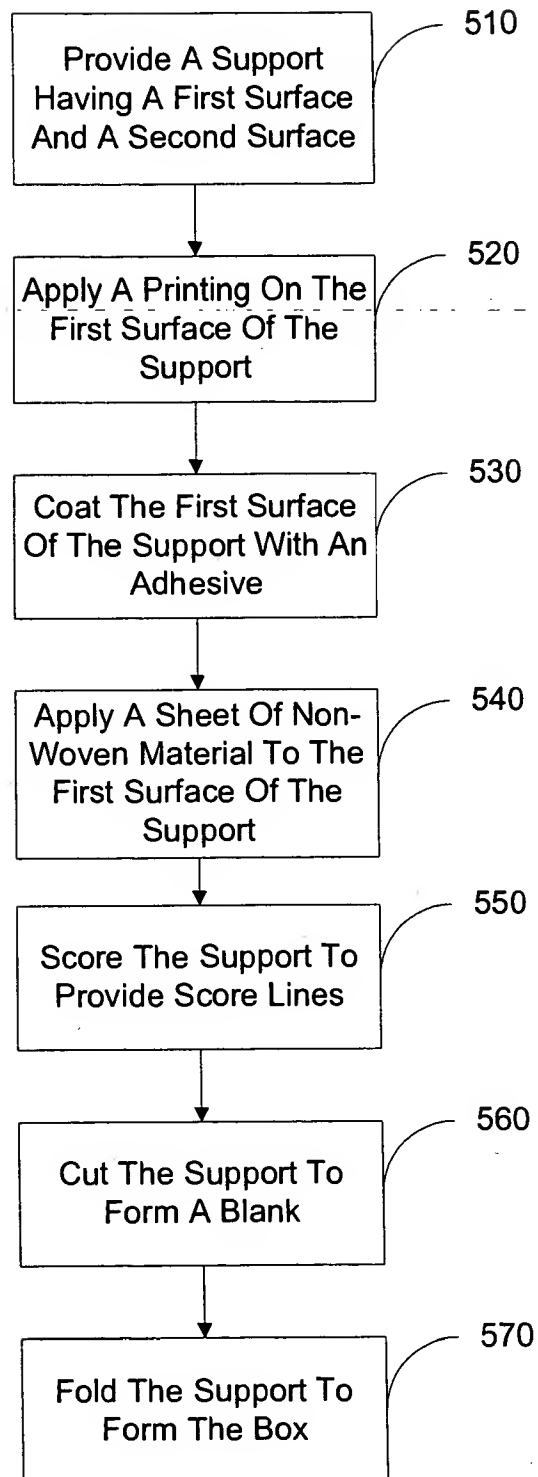 510
Provide A Support
Having A First Surface
And A Second Surface
520
Apply A Printing On The
First Surface Of The
Support
530
Coat The First Surface
Of The Support With An
Adhesive
540
Apply A Sheet Of Non-
Woven Material To The
First Surface Of The
Support
550
Score The Support To
Provide Score Lines
560
Cut The Support To
Form A Blank
570
Fold The Support To
Form The Box